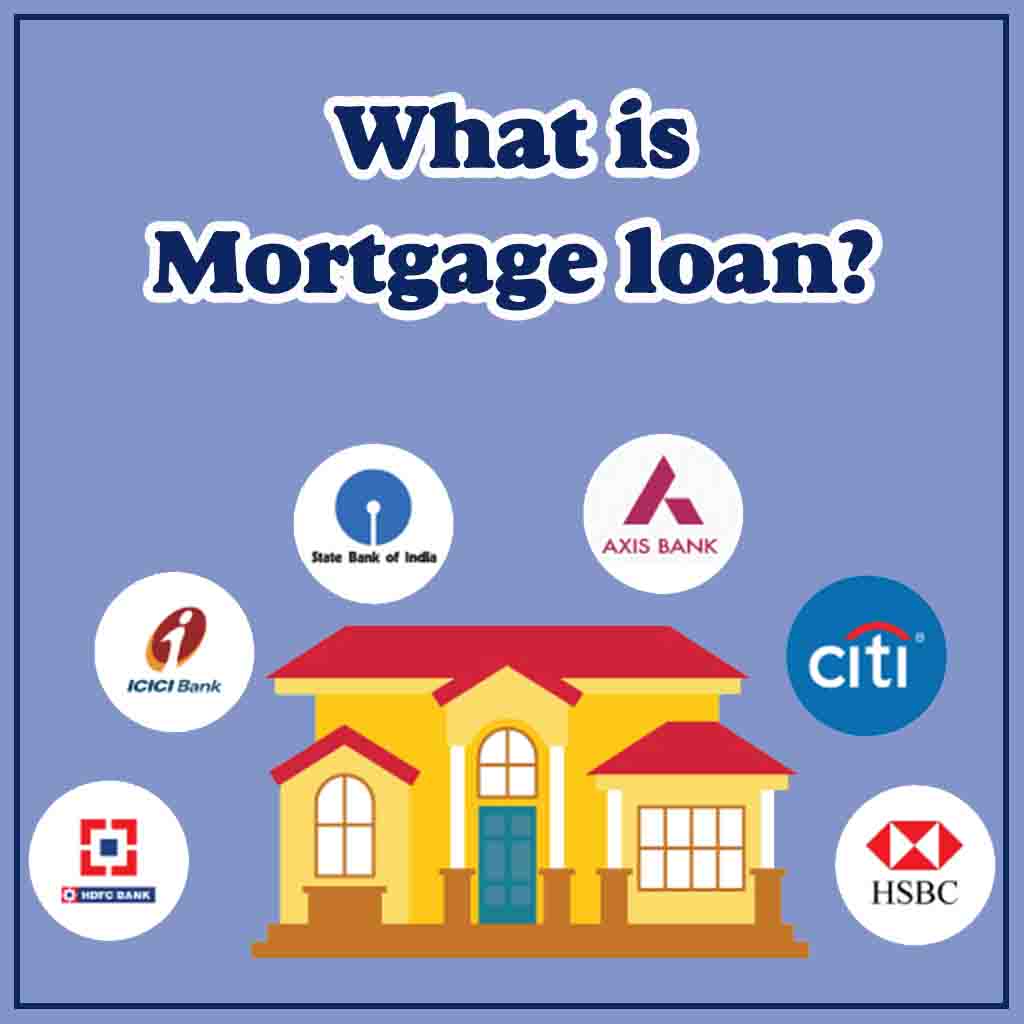 What is
Mortgage loan?
State Bank of India
AXIS BANK
ICICI Bank
citi®
HDFC BANK
HSBC